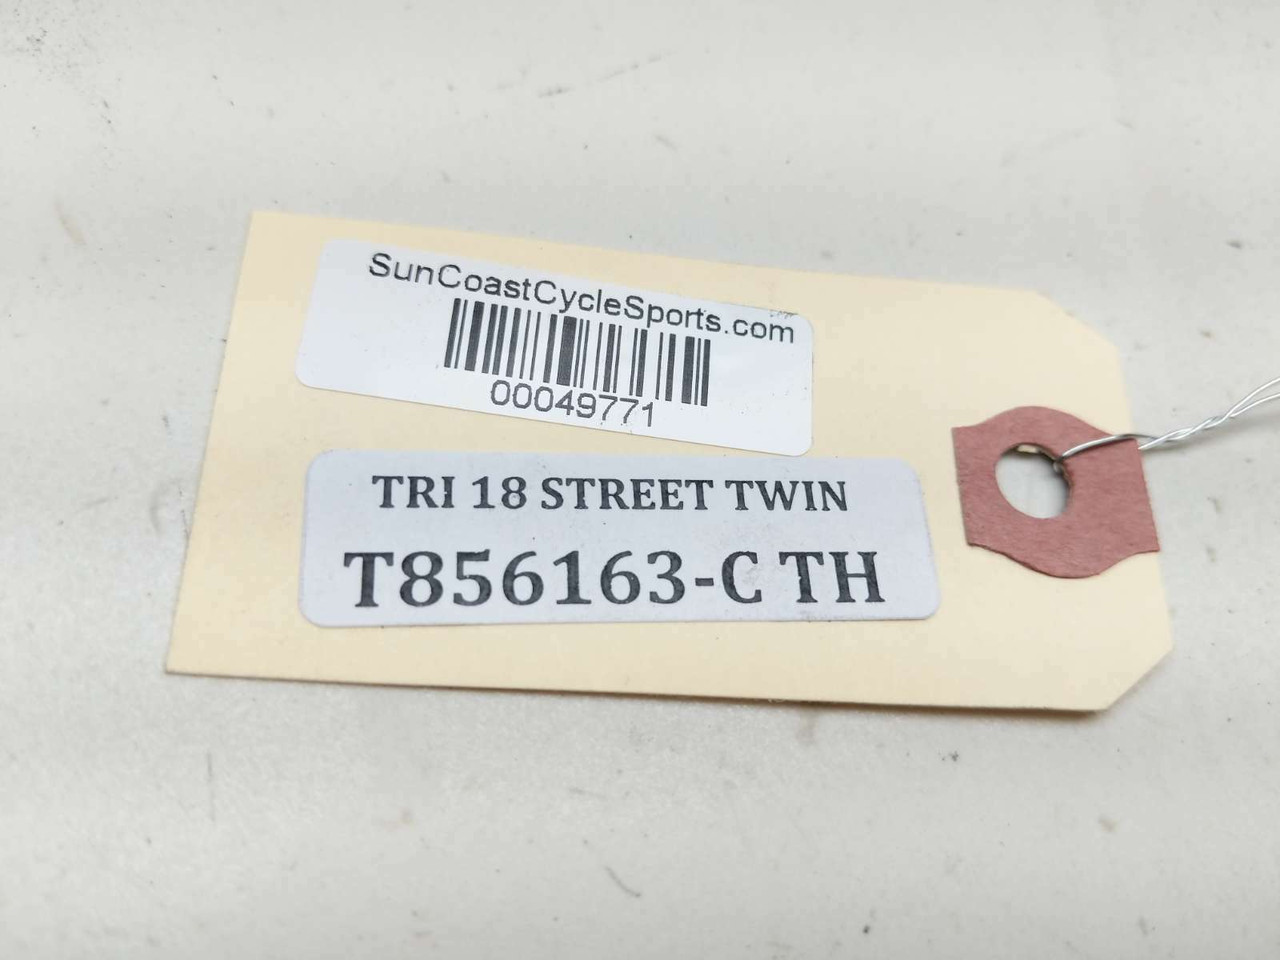 SunCoastCycleSports.com
00049771
TRI 18 STREET TWIN
T856163-C TH